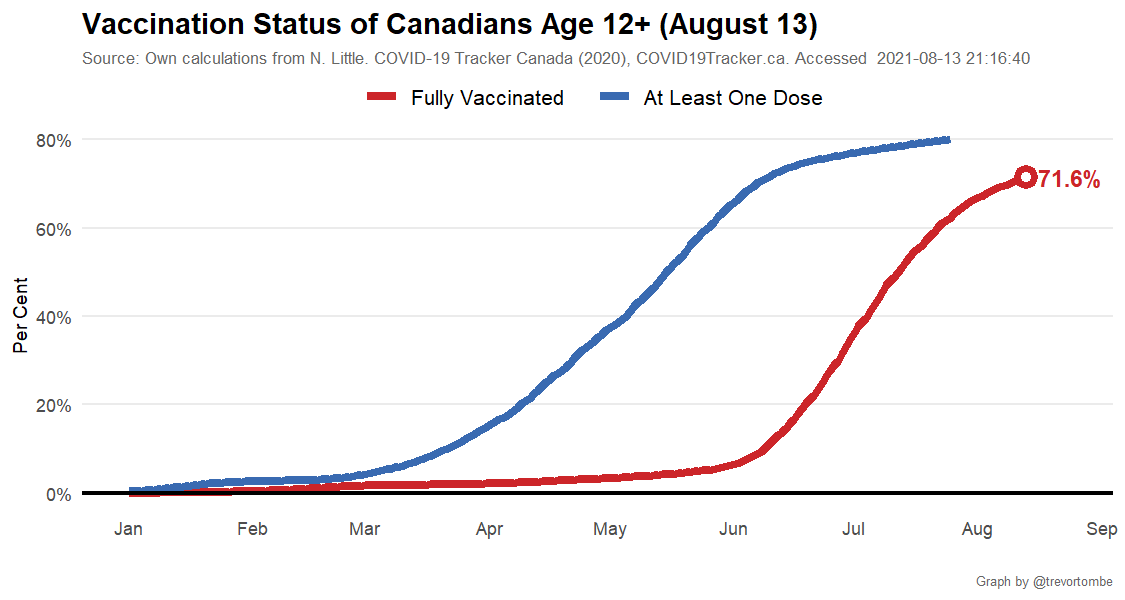 Vaccination Status of Canadians Age 12+ (August 13)
Source: Own calculations from N. Little. COVID-19 Tracker Canada (2020), COVID19Tracker.ca. Accessed  2021-08-13 21:16:40
Fully Vaccinated
At Least One Dose
80%
60%
40%
20%
0%
Per Cent
71.6%
Jan
Feb
Mar
Apr
May
Jun
Jul
Aug
Sep
Graph by @trevortombe